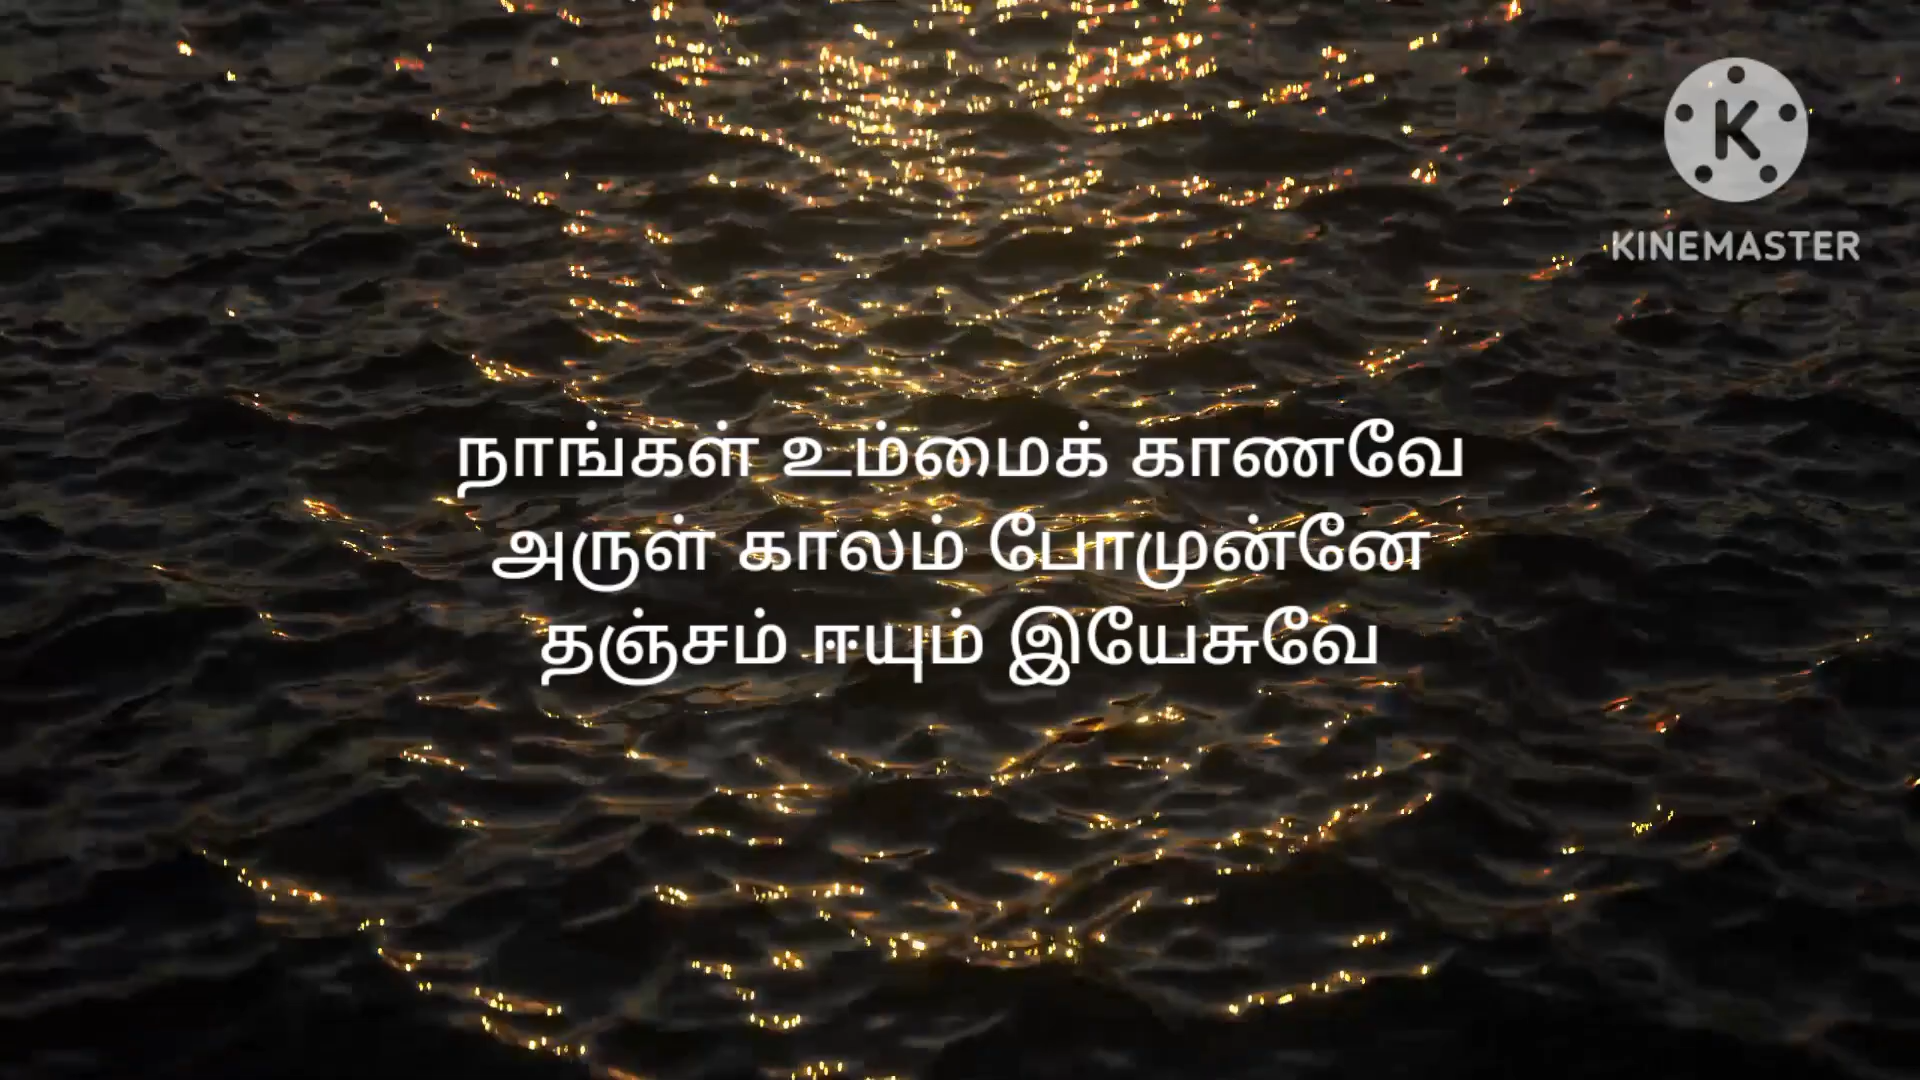 KINEMASTER
நாங்கள் உம்மைக் காணவே
அருள் காலம் போமுன்னே
தஞ்சம் ஈயும் இயேசுவே